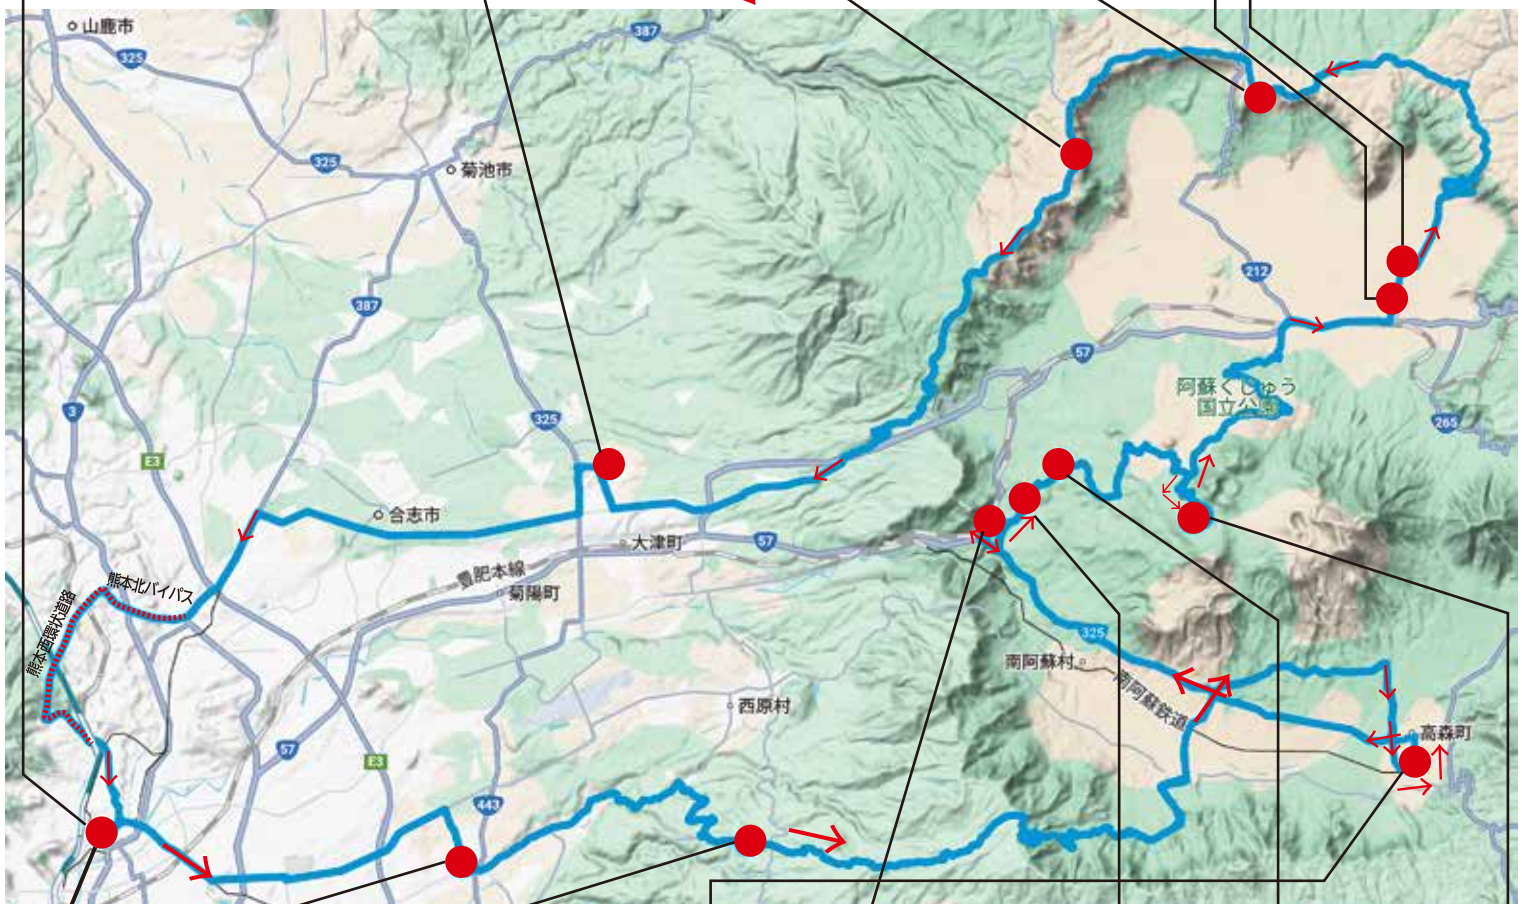 山鹿市
325
387
325
菊池市
212
387
57
阿蘇くじゅう
国立公園
3
325
265
E3
合志市
大津町
57
豊肥本線
菊陽町
熊本北バイパス
熊本西環状道路
325
南阿蘇村
南阿蘇鉄道
西原村
高森町
57
E3
443